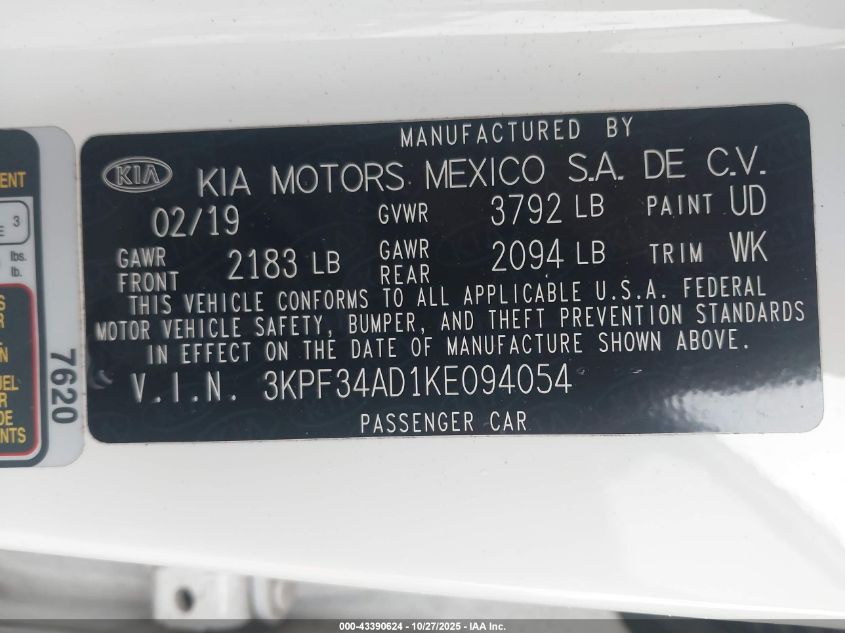 MANUFACTURED BY
KIA KIA MOTORS MEXICO S.A. DE C.V.
02/19 GVWR 3792 LB PAINT UD
GAWR FRONT 2183 LB GAWR REAR 2094 LB TRIM WK
THIS VEHICLE CONFORMS TO ALL APPLICABLE U.S.A. FEDERAL
MOTOR VEHICLE SAFETY, BUMPER, AND THEFT PREVENTION STANDARDS
IN EFFECT ON THE DATE OF MANUFACTURE SHOWN ABOVE.
V.I.N. 3KPF34AD1KE094054
PASSENGER CAR
3
lbs.
lb.
7620
000-43390624 - 10/27/2025 - IAA Inc.